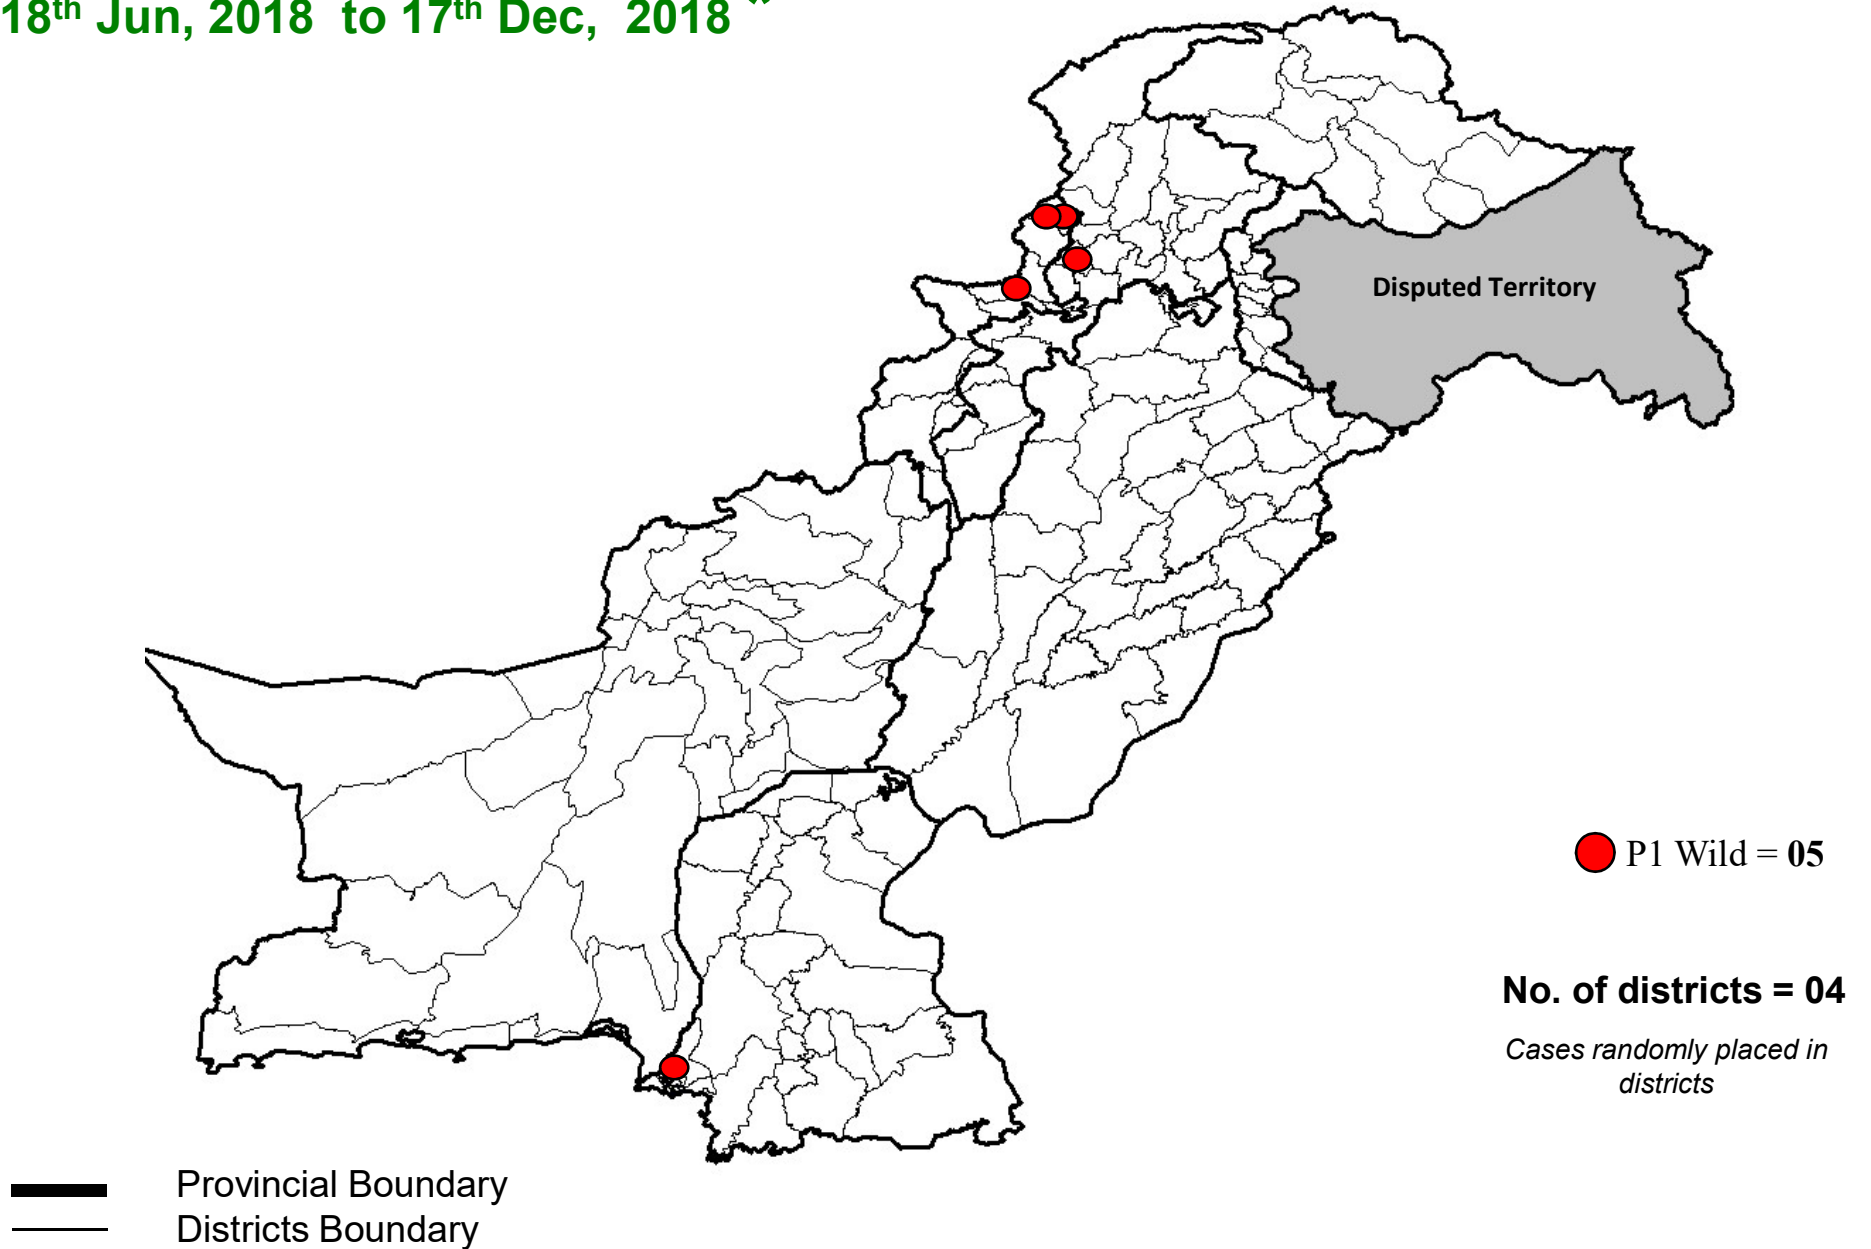 18th Jun, 2018 to 17th Dec, 2018 *
Disputed Territory
P1 Wild = 05
No. of districts = 04
Cases randomly placed in
districts
Provincial Boundary
Districts Boundary